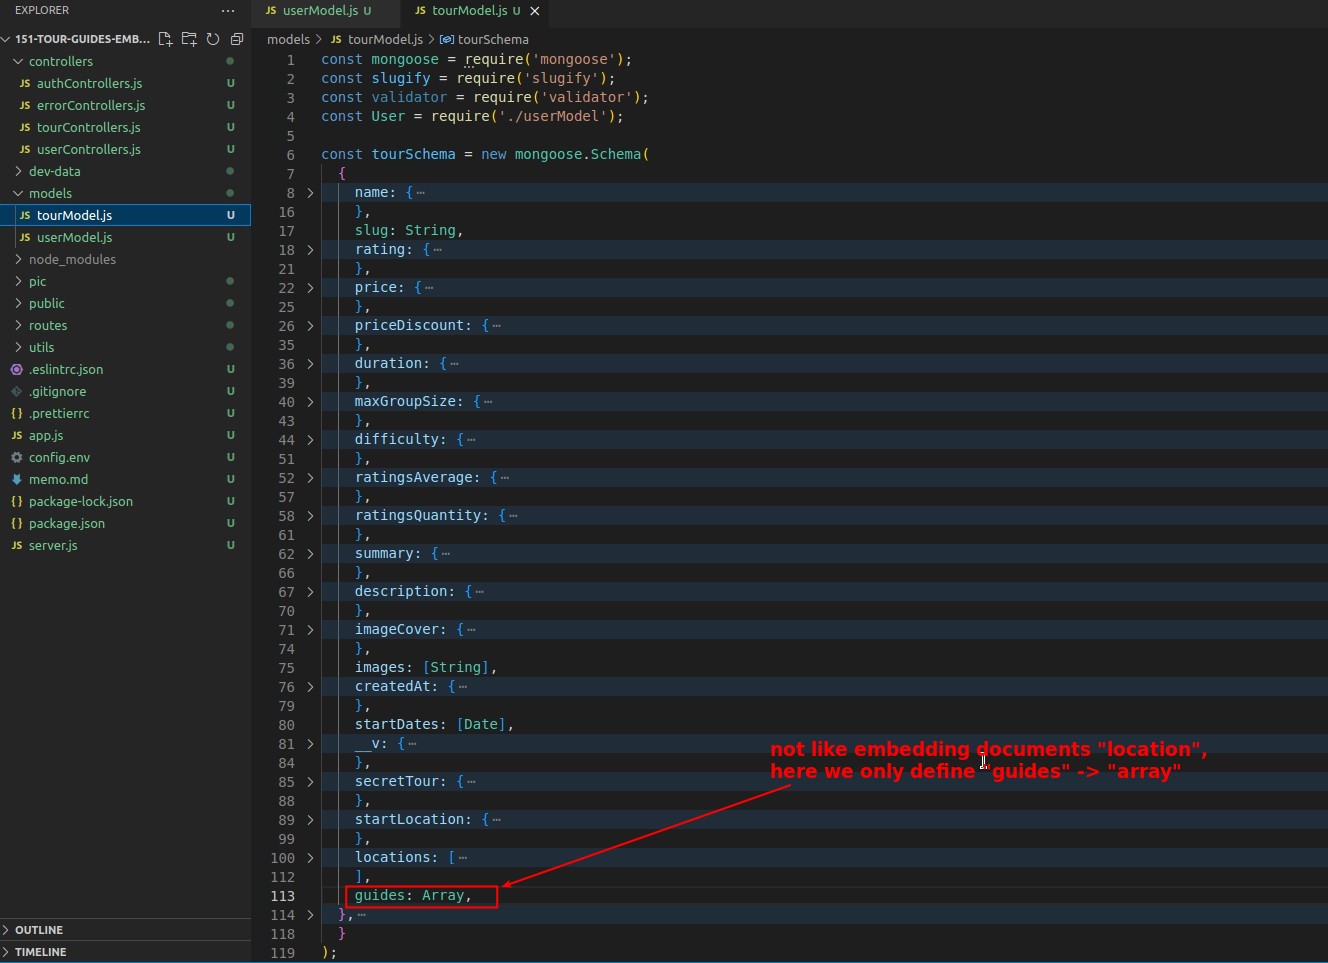 EXPLORER
151-TOUR-GUIDES-EMB...
controllers
JS authControllers.js U
JS errorControllers.js U
JS tourControllers.js U
JS userControllers.js U
dev-data
models
JS tourModel.js U
JS userModel.js U
node_modules
pic
public
routes
utils
.eslintrc.json U
.gitignore U
{} .prettierrc U
JS app.js U
config.env U
memo.md U
{} package-lock.json U
{} package.json U
JS server.js U
OUTLINE
TIMELINE
JS userModel.js U JS tourModel.js U
models > JS tourModel.js > tourSchema
1 const mongoose = require('mongoose');
2 const slugify = require('slugify');
3 const validator = require('validator');
4 const User = require('./userModel');
5
6 const tourSchema = new mongoose.Schema(
7 {
8 name: {…
16 },
17 slug: String,
18 rating: {…
21 },
22 price: {…
25 },
26 priceDiscount: {…
35 },
36 duration: {…
39 },
40 maxGroupSize: {…
43 },
44 difficulty: {…
51 },
52 ratingsAverage: {…
57 },
58 ratingsQuantity: {…
61 },
62 summary: {…
66 },
67 description: {…
70 },
71 imageCover: {…
74 },
75 images: [String],
76 createdAt: {…
79 },
80 startDates: [Date],
81 __v: {…
84 },
85 secretTour: {…
88 },
89 startLocation: {…
99 },
100 locations: […
112 ],
113 guides: Array,
114 },…
118 }
119 );
not like embedding documents "location",
here we only define "guides" -> "array"